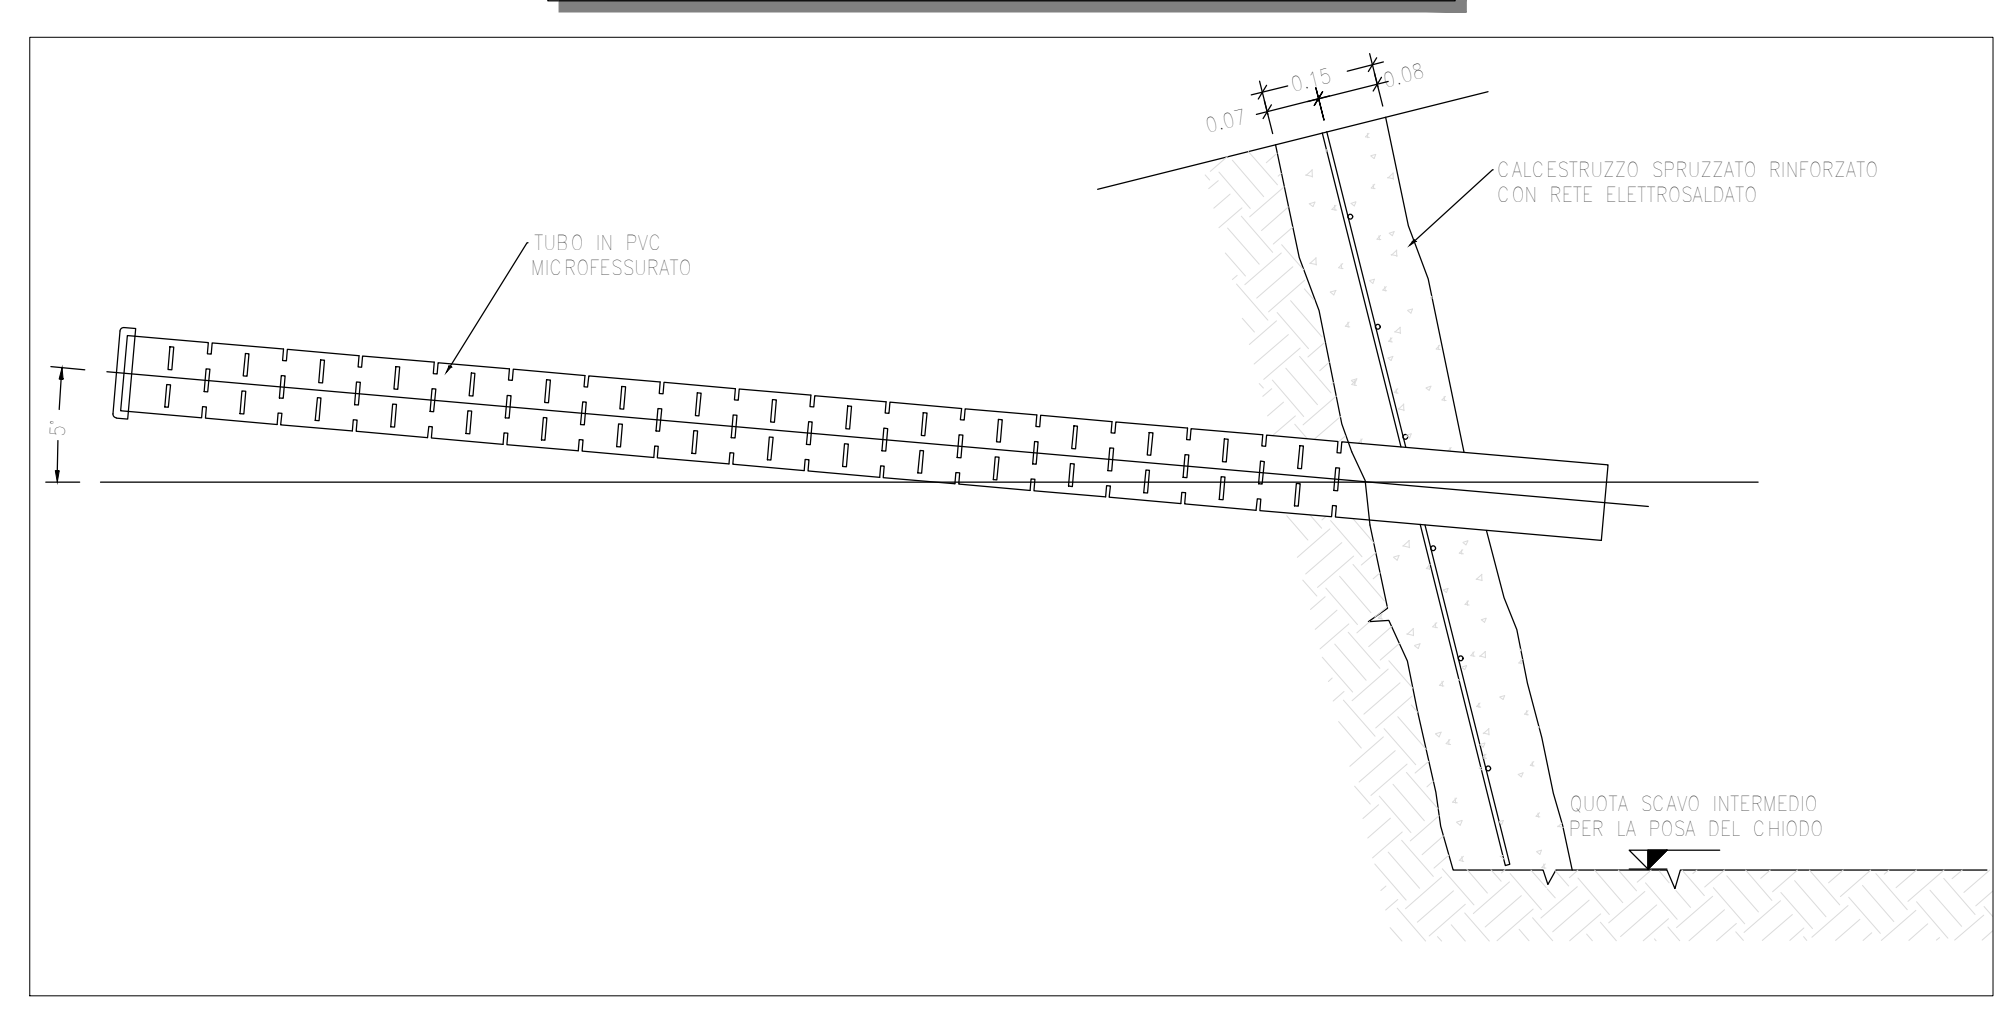 0.15
0.08
0.07
CALCESTRUZZO SPRUZZATO RINFORZATO
CON RETE ELETTROSALDATO
TUBO IN PVC
MICROFESSURATO
5°
QUOTA SCAVO INTERMEDIO
PER LA POSA DEL CHIODO